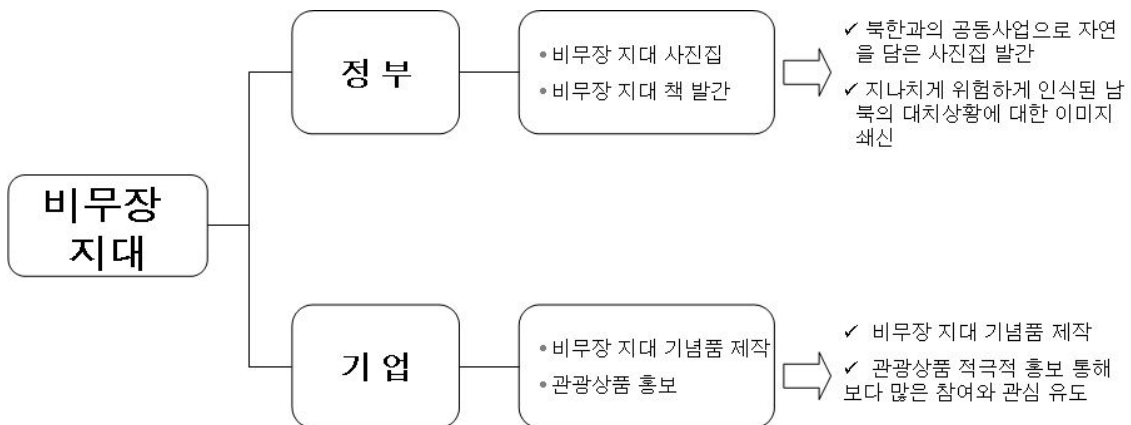 비무장
지대
정 부
• 비무장 지대 사진집
• 비무장 지대 책 발간
✓ 북한과의 공동사업으로 자연
을 담은 사진집 발간
✓ 지나치게 위험하게 인식된 남
북의 대치상황에 대한 이미지
쇄신
기 업
• 비무장 지대 기념품 제작
• 관광상품 홍보
✓ 비무장 지대 기념품 제작
✓ 관광상품 적극적 홍보 통해
보다 많은 참여와 관심 유도